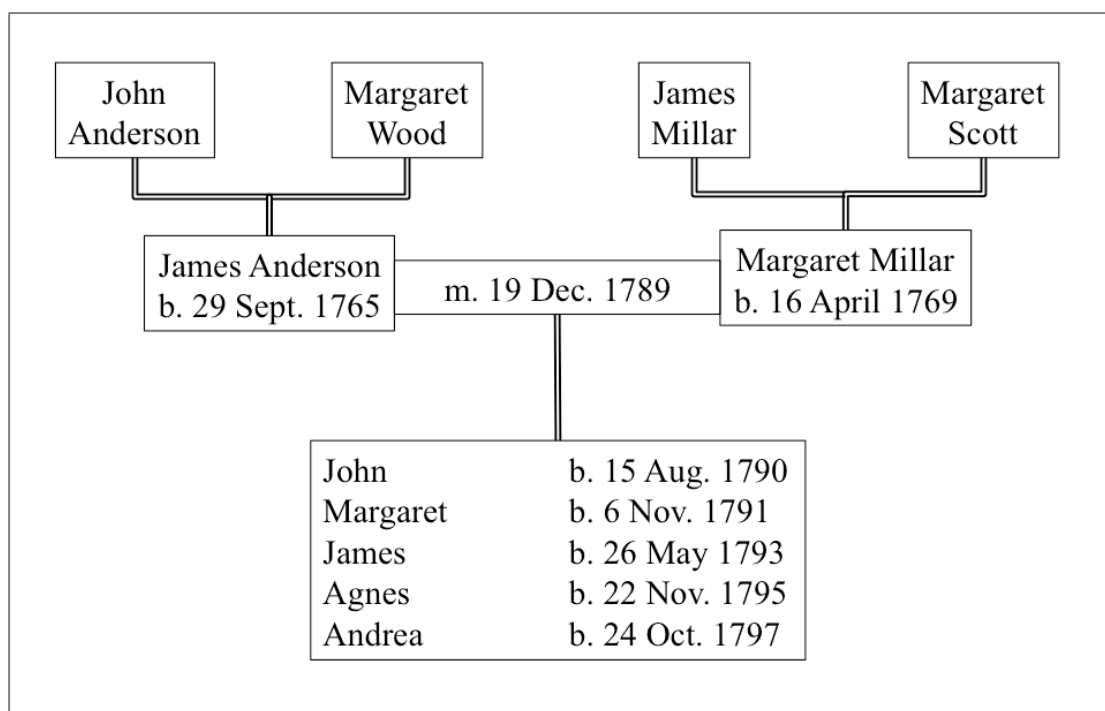 John
Anderson
Margaret
Wood
James
Millar
Margaret
Scott
James Anderson
b. 29 Sept. 1765
m. 19 Dec. 1789
Margaret Millar
b. 16 April 1769
John b. 15 Aug. 1790
Margaret b. 6 Nov. 1791
James b. 26 May 1793
Agnes b. 22 Nov. 1795
Andrea b. 24 Oct. 1797